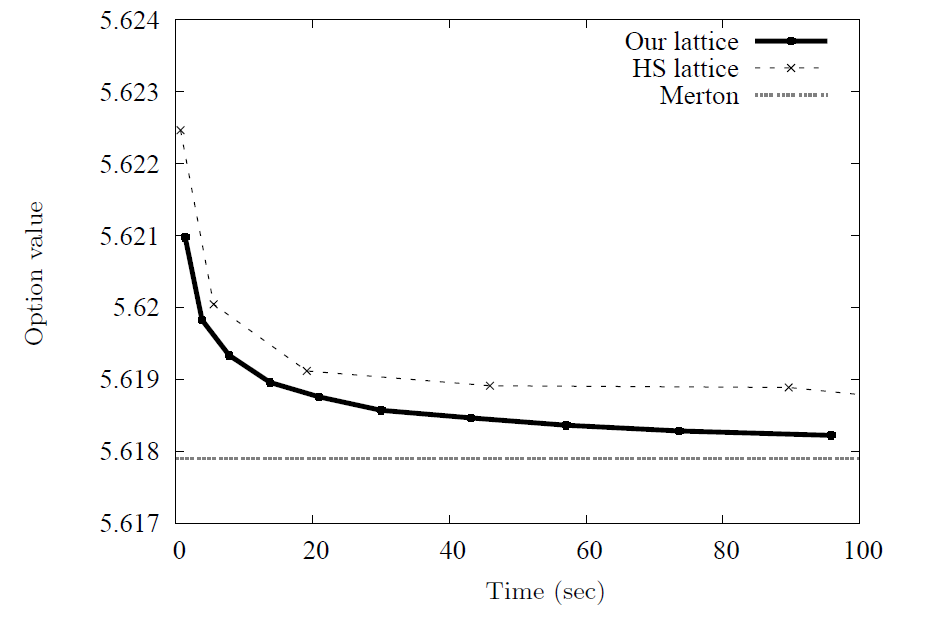 5.624
5.623
5.622
5.621
5.62
5.619
5.618
5.617
Option value
Our lattice
HS lattice
Merton
0 20 40 60 80 100
Time (sec)